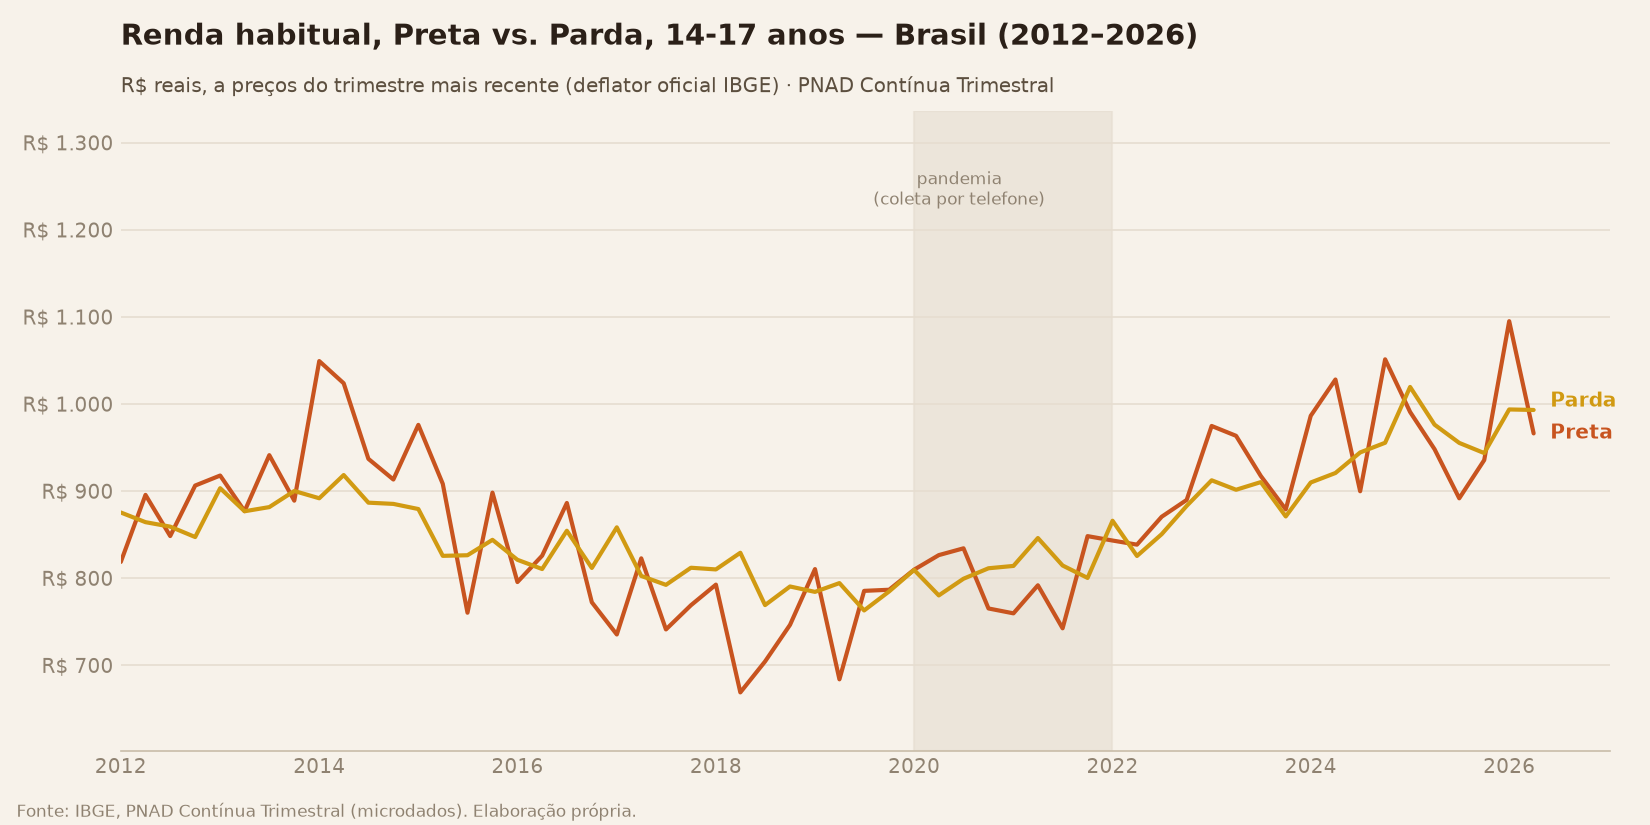 Renda habitual, Preta vs. Parda, 14-17 anos — Brasil (2012–2026)
R$ reais, a preços do trimestre mais recente (deflator oficial IBGE) · PNAD Contínua Trimestral
R$ 1.300
pandemia
(coleta por telefone)
R$ 1.200
R$ 1.100
R$ 1.000
Parda
Preta
R$ 900
R$ 800
R$ 700
2012 2014 2016 2018 2020 2022 2024 2026
Fonte: IBGE, PNAD Contínua Trimestral (microdados). Elaboração própria.